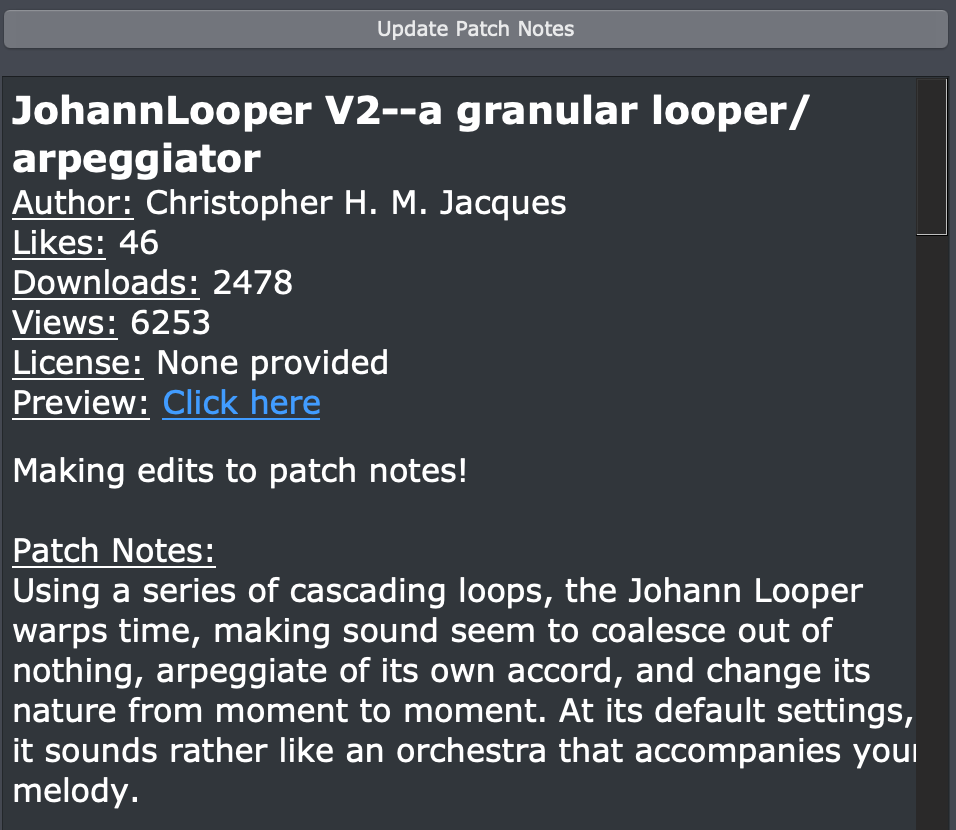 Update Patch Notes
JohannLooper V2--a granular looper/
arpeggiator
Author: Christopher H. M. Jacques
Likes: 46
Downloads: 2478
Views: 6253
License: None provided
Preview: Click here
Making edits to patch notes!
Patch Notes:
Using a series of cascading loops, the Johann Looper
warps time, making sound seem to coalesce out of
nothing, arpeggiate of its own accord, and change its
nature from moment to moment. At its default settings,
it sounds rather like an orchestra that accompanies your
melody.